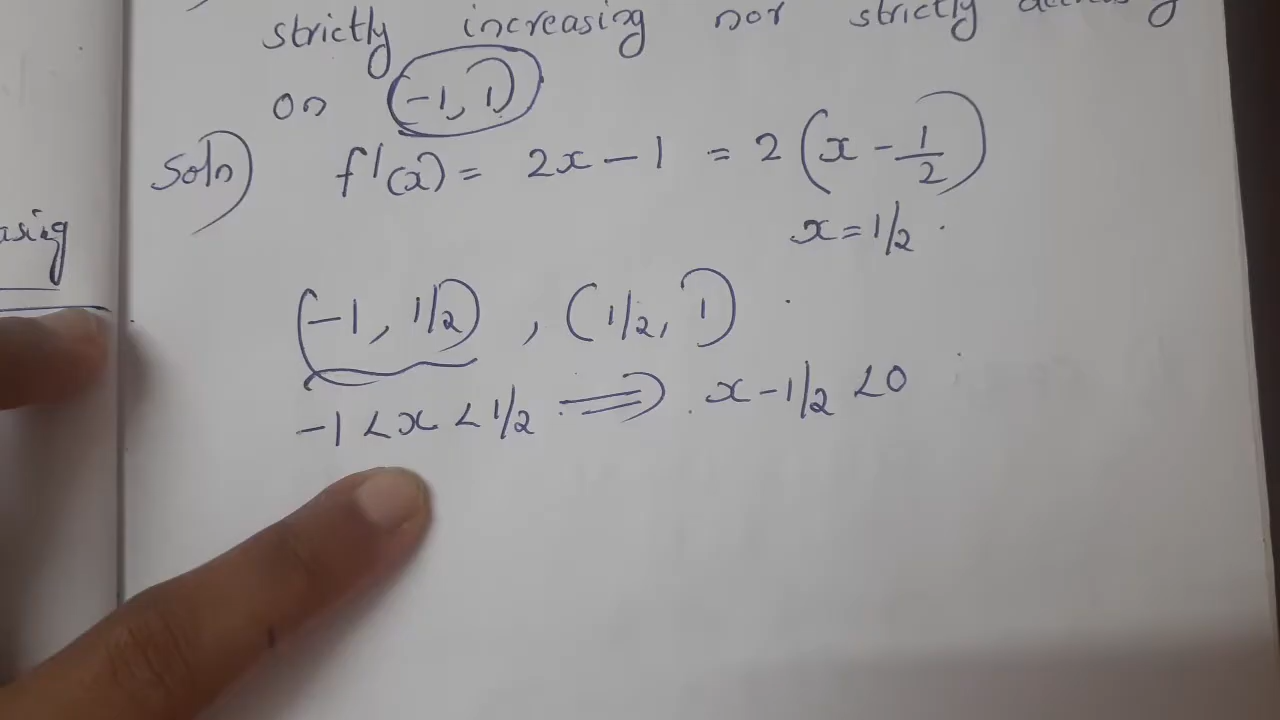 strictly increasing nor strictly
on (-1, 1)
Soln) f'(x) = 2x - 1 = 2(x - 1/2)
x = 1/2 .
(-1, 1/2) , (1/2, 1) .
asing
-1 < x < 1/2 ⟹ x - 1/2 < 0